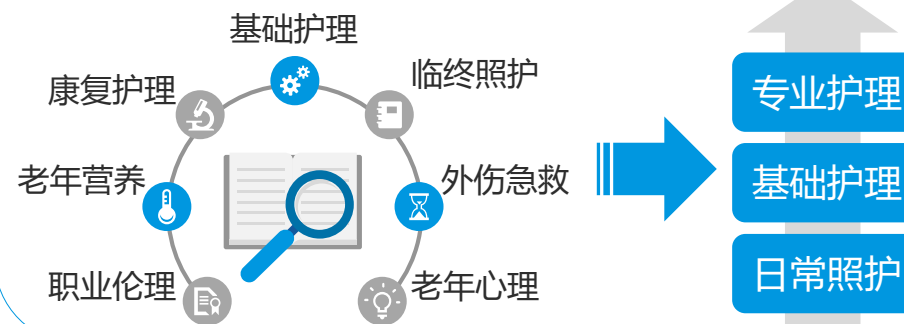 基础护理
临终照护
康复护理
老年营养
外伤急救
职业伦理
老年心理
专业护理
基础护理
日常照护